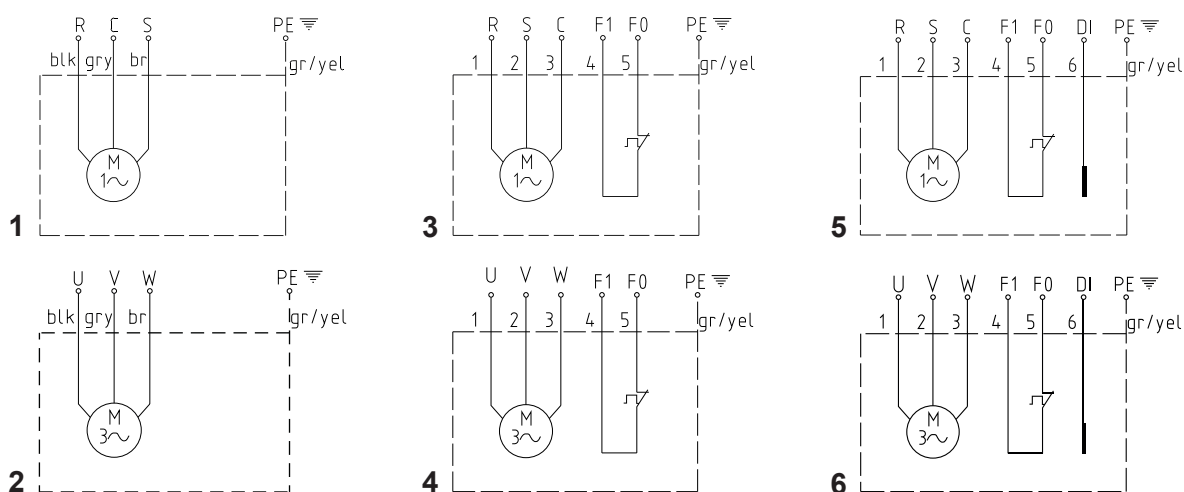 R C S PE
blk gry br gr/yel
M
1~
1
R S C F1 F0 PE
1 2 3 4 5 gr/yel
M
1~
3
R S C F1 F0 DI PE
1 2 3 4 5 6 gr/yel
M
1~
5
U V W PE
blk gry br gr/yel
M
3~
2
U V W F1 F0 PE
1 2 3 4 5 gr/yel
M
3~
4
U V W F1 F0 DI PE
1 2 3 4 5 6 gr/yel
M
3~
6